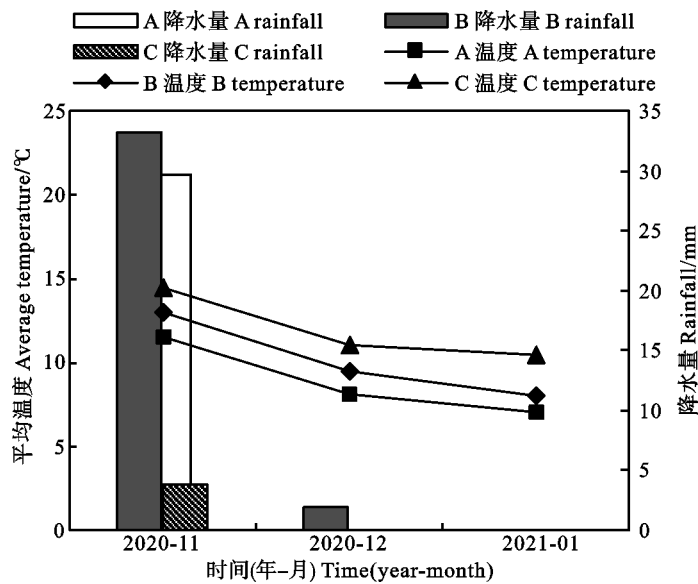 A 降水量 A rainfall
B 降水量 B rainfall
C 降水量 C rainfall
A 温度 A temperature
B 温度 B temperature
C 温度 C temperature
平均温度 Average temperature/℃
25
20
15
10
5
0
35
30
25
20
15
10
5
0
降水量 Rainfall/mm
2020-11
2020-12
2021-01
时间(年–月) Time(year-month)